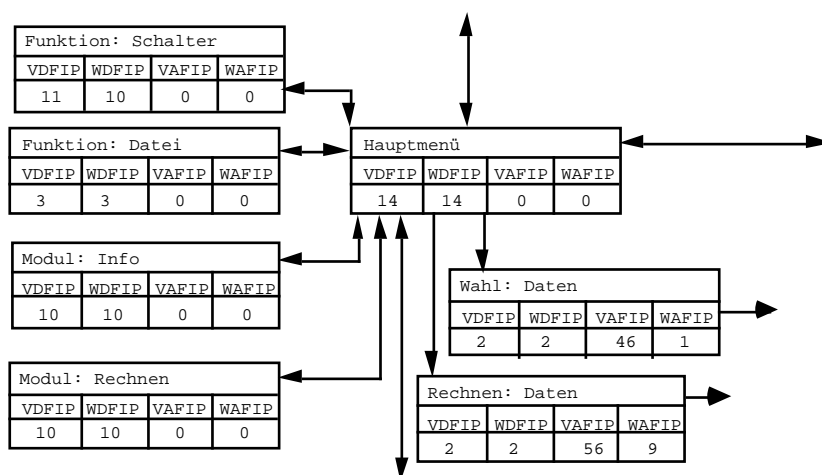 Funktion: Schalter
VDFIP WDFIP VAFIP WAFIP
11 10 0 0
Funktion: Datei
VDFIP WDFIP VAFIP WAFIP
3 3 0 0
Hauptmenü
VDFIP WDFIP VAFIP WAFIP
14 14 0 0
Modul: Info
VDFIP WDFIP VAFIP WAFIP
10 10 0 0
Wahl: Daten
VDFIP WDFIP VAFIP WAFIP
2 2 46 1
Modul: Rechnen
VDFIP WDFIP VAFIP WAFIP
10 10 0 0
Rechnen: Daten
VDFIP WDFIP VAFIP WAFIP
2 2 56 9